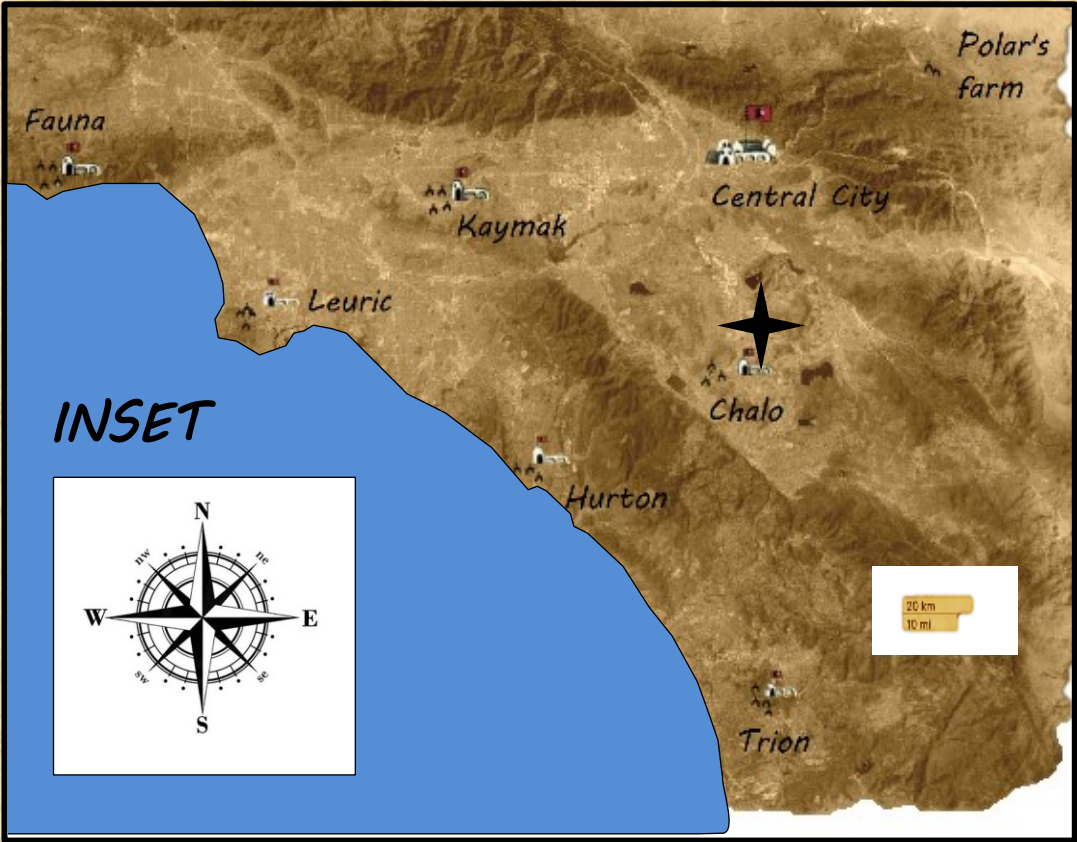 Polar's
farm
Fauna
Central City
Kaymak
Leuric
Chalo
INSET
Hurton
N
nw
ne
W
E
sw
se
S
20 km
10 mi
Trion